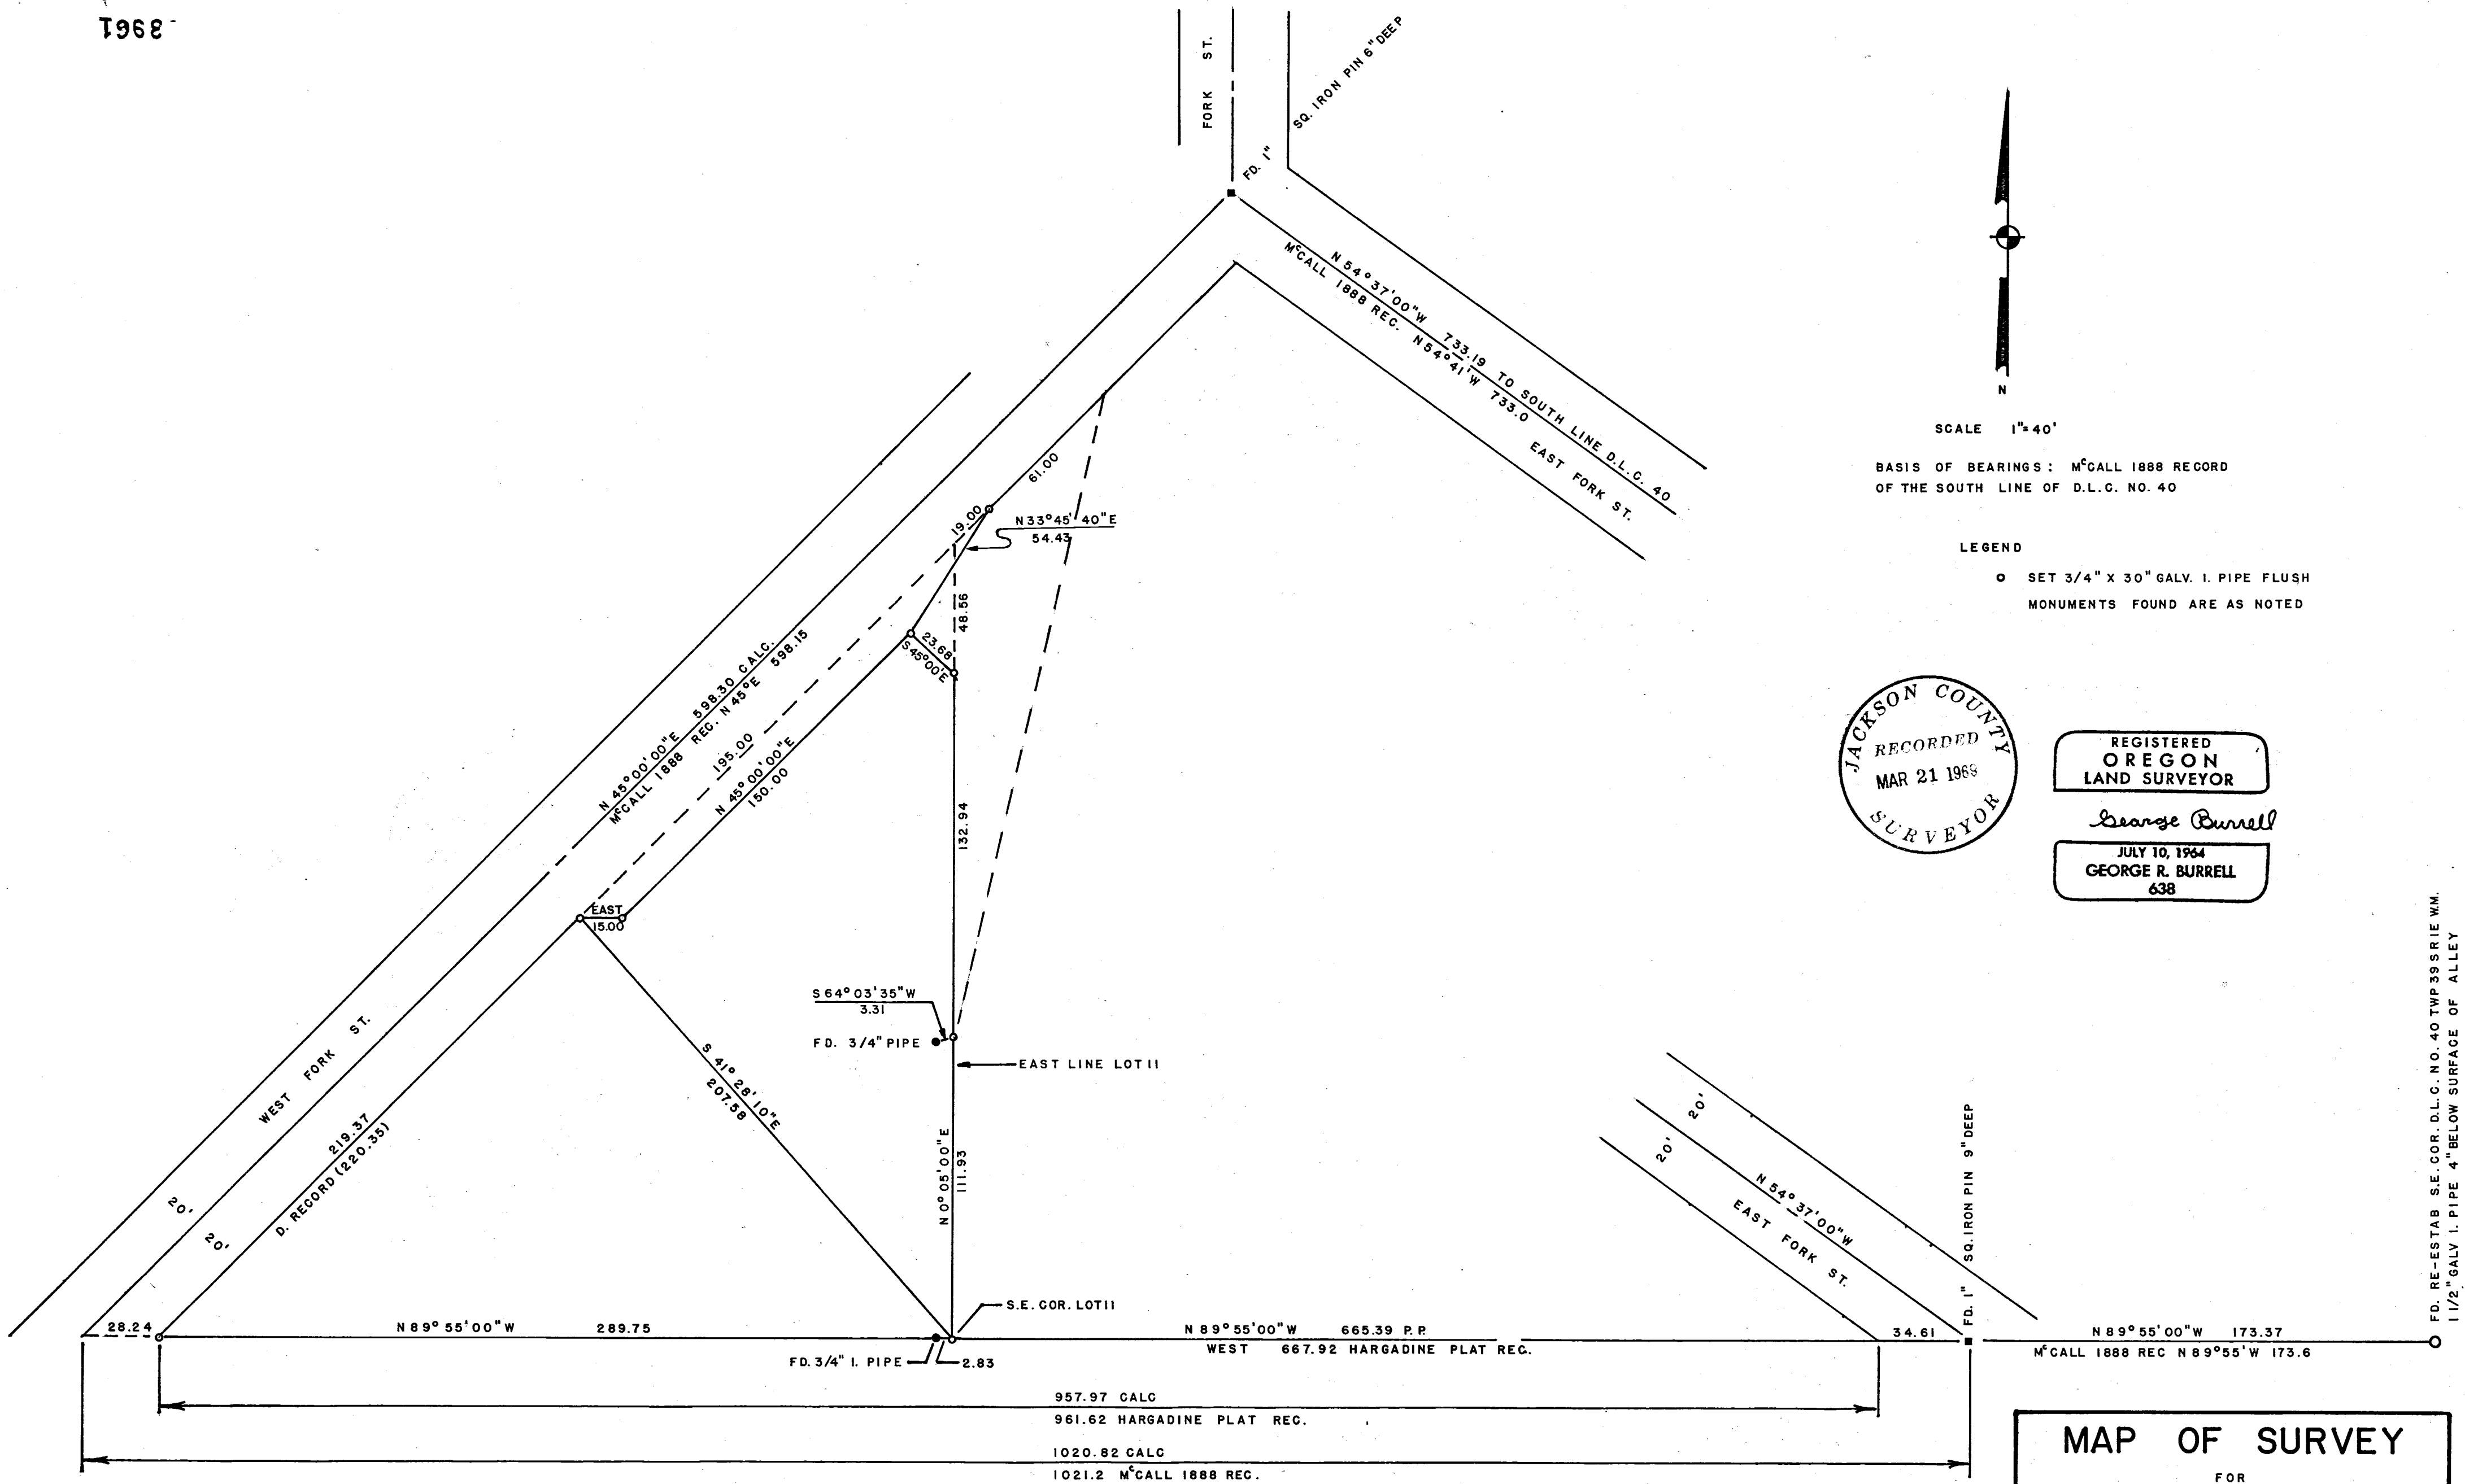 3961
FORK ST.
SQ. IRON PIN 6" DEEP
FD. 1"
N 54°37'00"W 733.19 TO SOUTH LINE D.L.C. 40
McCALL 1888 REC. N 54°41'W 733.0
EAST FORK ST.
N
SCALE 1"=40'
BASIS OF BEARINGS: McCALL 1888 RECORD
OF THE SOUTH LINE OF D.L.C. NO. 40
LEGEND
SET 3/4" X 30" GALV. I. PIPE FLUSH
MONUMENTS FOUND ARE AS NOTED
61.00
19.00
N33°45'40"E
54.43
48.56
23.68
S 45°00'E
N 45°00'00"E 598.30 CALC.
McCALL 1888 REC. N 45°E 598.15
195.00
N 45°00'00"E
150.00
132.94
JACKSON COUNTY
RECORDED
MAR 21 1969
SURVEYOR
REGISTERED
OREGON
LAND SURVEYOR
George Burrell
JULY 10, 1964
GEORGE R. BURRELL
638
EAST
15.00
S 64°03'35"W
3.31
FD. 3/4" PIPE
EAST LINE LOT 11
WEST FORK ST.
S 41°28'10"E
207.58
219.37
D. RECORD (220.35)
N 0°05'00"E
111.93
20'
20'
20'
20'
N 54°37'00"W
EAST FORK ST.
FD. 1" SQ. IRON PIN 9" DEEP
FD. RE-ESTAB S.E. COR. D.L.C. NO. 40 TWP 39 S R 1 E W.M.
1 1/2" GALV I. PIPE 4" BELOW SURFACE OF ALLEY
S.E. COR. LOT 11
28.24
N 89°55'00"W 289.75
N 89°55'00"W 665.39 P.P.
WEST 667.92 HARGADINE PLAT REC.
34.61
N 89°55'00"W 173.37
McCALL 1888 REC N 89°55'W 173.6
FD. 3/4" I. PIPE
2.83
957.97 CALC
961.62 HARGADINE PLAT REC.
1020.82 CALC
1021.2 McCALL 1888 REC.
MAP OF SURVEY
FOR